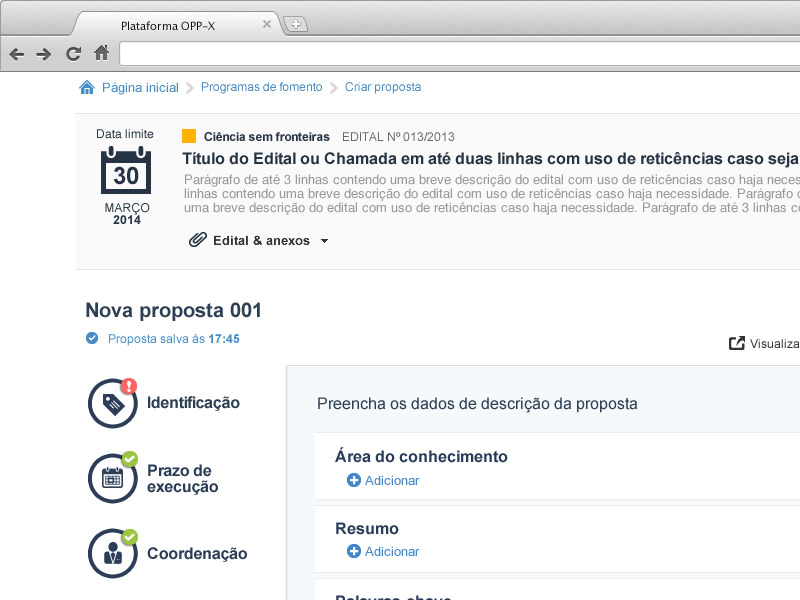 Plataforma OPP-X
Página inicial Programas de fomento Criar proposta
Data limite
30
MARÇO
2014
Ciência sem fronteiras EDITAL Nº 013/2013
Título do Edital ou Chamada em até duas linhas com uso de reticências caso seja
Parágrafo de até 3 linhas contendo uma breve descrição do edital com uso de reticências caso haja neces
linhas contendo uma breve descrição do edital com uso de reticências caso haja necessidade. Parágrafo
uma breve descrição do edital com uso de reticências caso haja necessidade. Parágrafo de até 3 linhas c
Edital & anexos
Nova proposta 001
Proposta salva ás 17:45
Visualiza
Identificação
Prazo de
execução
Coordenação
Preencha os dados de descrição da proposta
Área do conhecimento
Adicionar
Resumo
Adicionar